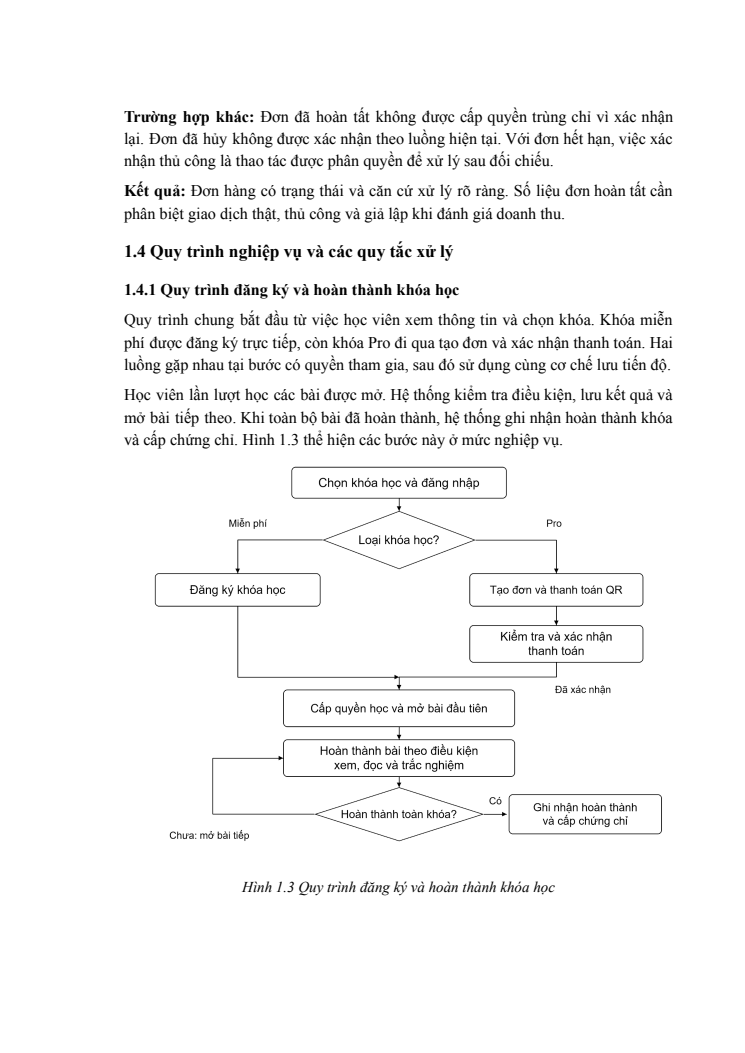 Trường hợp khác: Đơn đã hoàn tất không được cấp quyền trùng chỉ vì xác nhận
lại. Đơn đã hủy không được xác nhận theo luồng hiện tại. Với đơn hết hạn, việc xác
nhận thủ công là thao tác được phân quyền để xử lý sau đối chiếu.
Kết quả: Đơn hàng có trạng thái và căn cứ xử lý rõ ràng. Số liệu đơn hoàn tất cần
phân biệt giao dịch thật, thủ công và giả lập khi đánh giá doanh thu.
1.4 Quy trình nghiệp vụ và các quy tắc xử lý
1.4.1 Quy trình đăng ký và hoàn thành khóa học
Quy trình chung bắt đầu từ việc học viên xem thông tin và chọn khóa. Khóa miễn
phí được đăng ký trực tiếp, còn khóa Pro đi qua tạo đơn và xác nhận thanh toán. Hai
luồng gặp nhau tại bước có quyền tham gia, sau đó sử dụng cùng cơ chế lưu tiến độ.
Học viên lần lượt học các bài được mở. Hệ thống kiểm tra điều kiện, lưu kết quả và
mở bài tiếp theo. Khi toàn bộ bài đã hoàn thành, hệ thống ghi nhận hoàn thành khóa
và cấp chứng chỉ. Hình 1.3 thể hiện các bước này ở mức nghiệp vụ.
Chọn khóa học và đăng nhập
Miễn phí
Pro
Loại khóa học?
Đăng ký khóa học
Tạo đơn và thanh toán QR
Kiểm tra và xác nhận
thanh toán
Đã xác nhận
Cấp quyền học và mở bài đầu tiên
Hoàn thành bài theo điều kiện
xem, đọc và trắc nghiệm
Có
Hoàn thành toàn khóa?
Ghi nhận hoàn thành
và cấp chứng chỉ
Chưa: mở bài tiếp
Hình 1.3 Quy trình đăng ký và hoàn thành khóa học